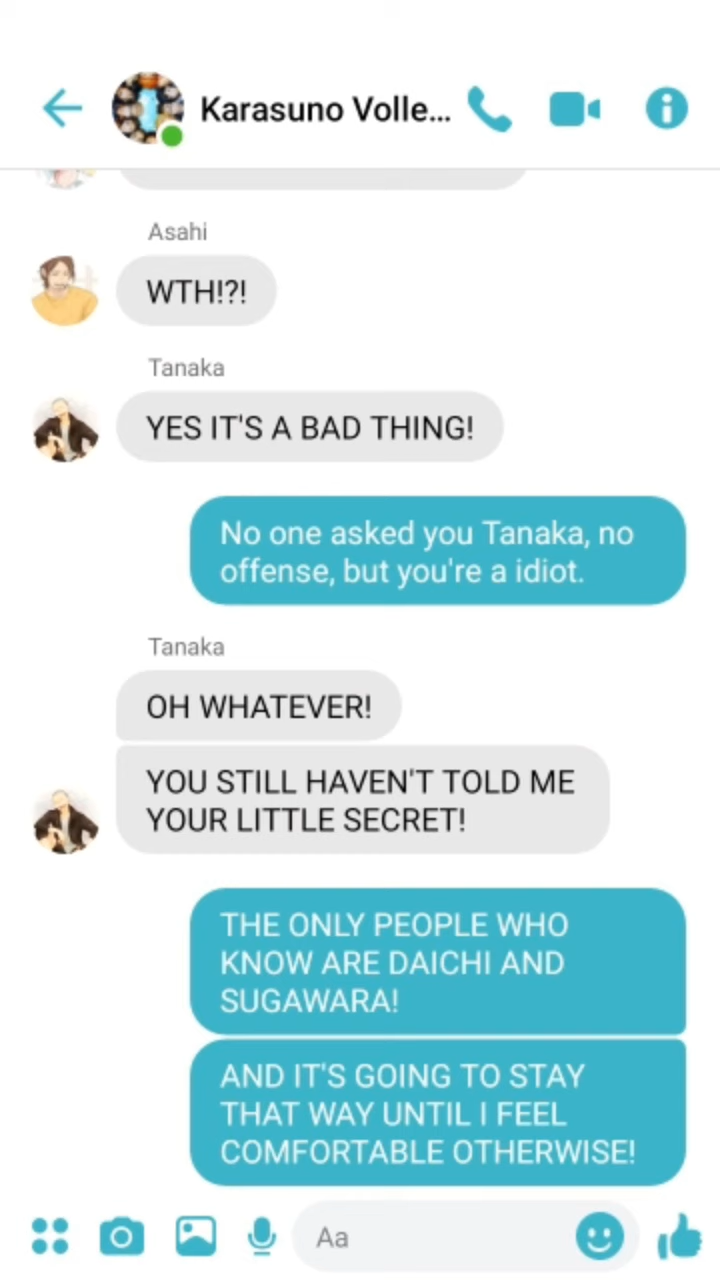 Karasuno Volle...
Asahi
WTH!?!
Tanaka
YES IT'S A BAD THING!
No one asked you Tanaka, no
offense, but you're a idiot.
Tanaka
OH WHATEVER!
YOU STILL HAVEN'T TOLD ME
YOUR LITTLE SECRET!
THE ONLY PEOPLE WHO
KNOW ARE DAICHI AND
SUGAWARA!
AND IT'S GOING TO STAY
THAT WAY UNTIL I FEEL
COMFORTABLE OTHERWISE!
Aa